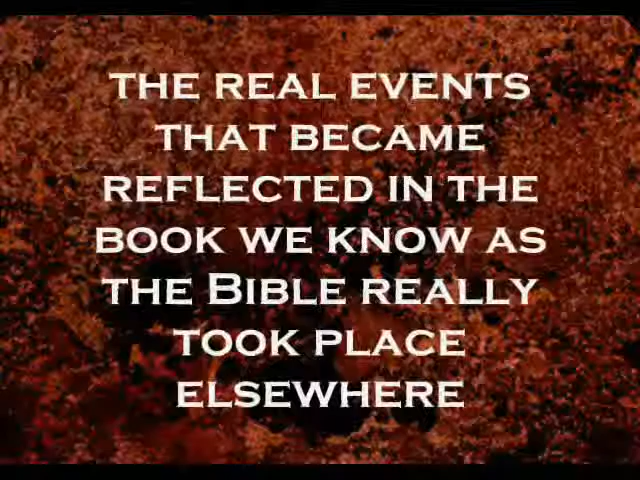 THE REAL EVENTS
THAT BECAME
REFLECTED IN THE
BOOK WE KNOW AS
THE BIBLE REALLY
TOOK PLACE
ELSEWHERE